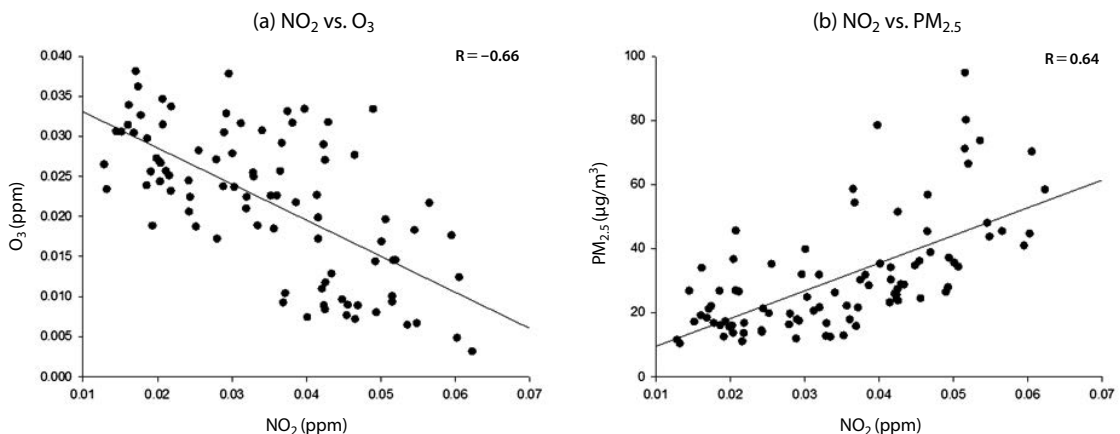 (a) NO₂ vs. O₃
R = −0.66
0.040
0.035
0.030
0.025
0.020
0.015
0.010
0.005
0.000
O₃ (ppm)
0.01 0.02 0.03 0.04 0.05 0.06 0.07
NO₂ (ppm)
(b) NO₂ vs. PM₂.₅
R = 0.64
100
80
60
40
20
0
PM₂.₅ (µg/m³)
0.01 0.02 0.03 0.04 0.05 0.06 0.07
NO₂ (ppm)